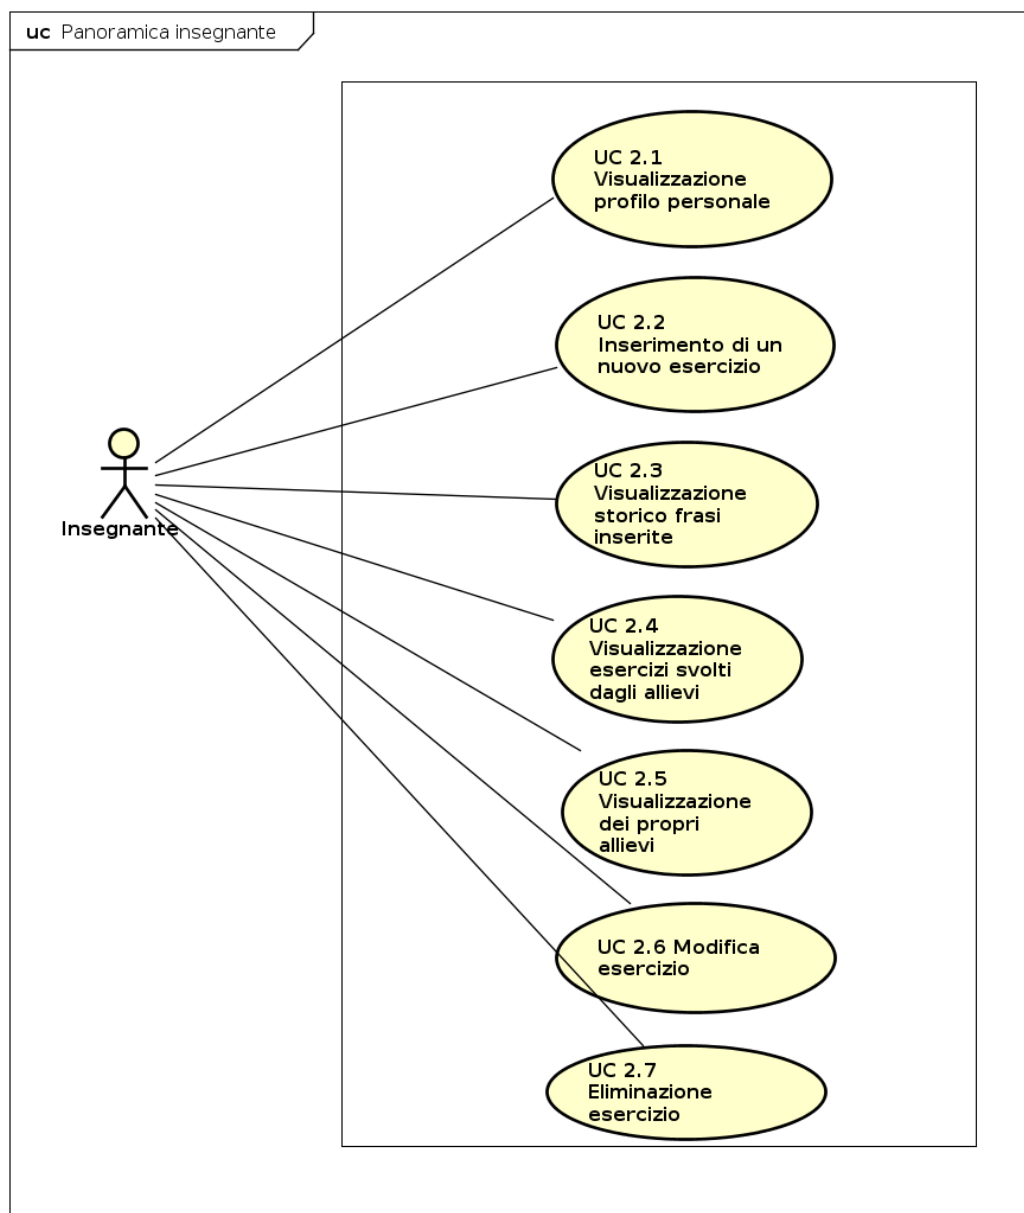 uc Panoramica insegnante
UC 2.1
Visualizzazione
profilo personale
UC 2.2
Inserimento di un
nuovo esercizio
UC 2.3
Visualizzazione
storico frasi
inserite
Insegnante
UC 2.4
Visualizzazione
esercizi svolti
dagli allievi
UC 2.5
Visualizzazione
dei propri
allievi
UC 2.6 Modifica
esercizio
UC 2.7
Eliminazione
esercizio